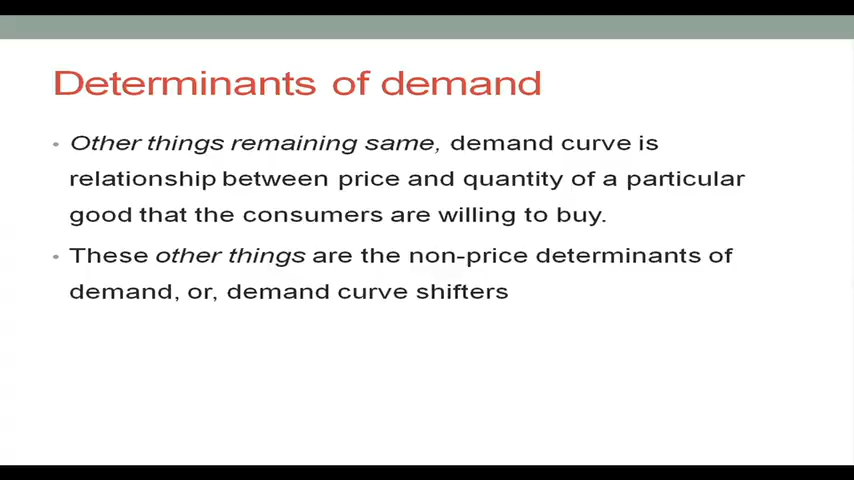 Determinants of demand
• Other things remaining same, demand curve is
relationship between price and quantity of a particular
good that the consumers are willing to buy.
• These other things are the non-price determinants of
demand, or, demand curve shifters